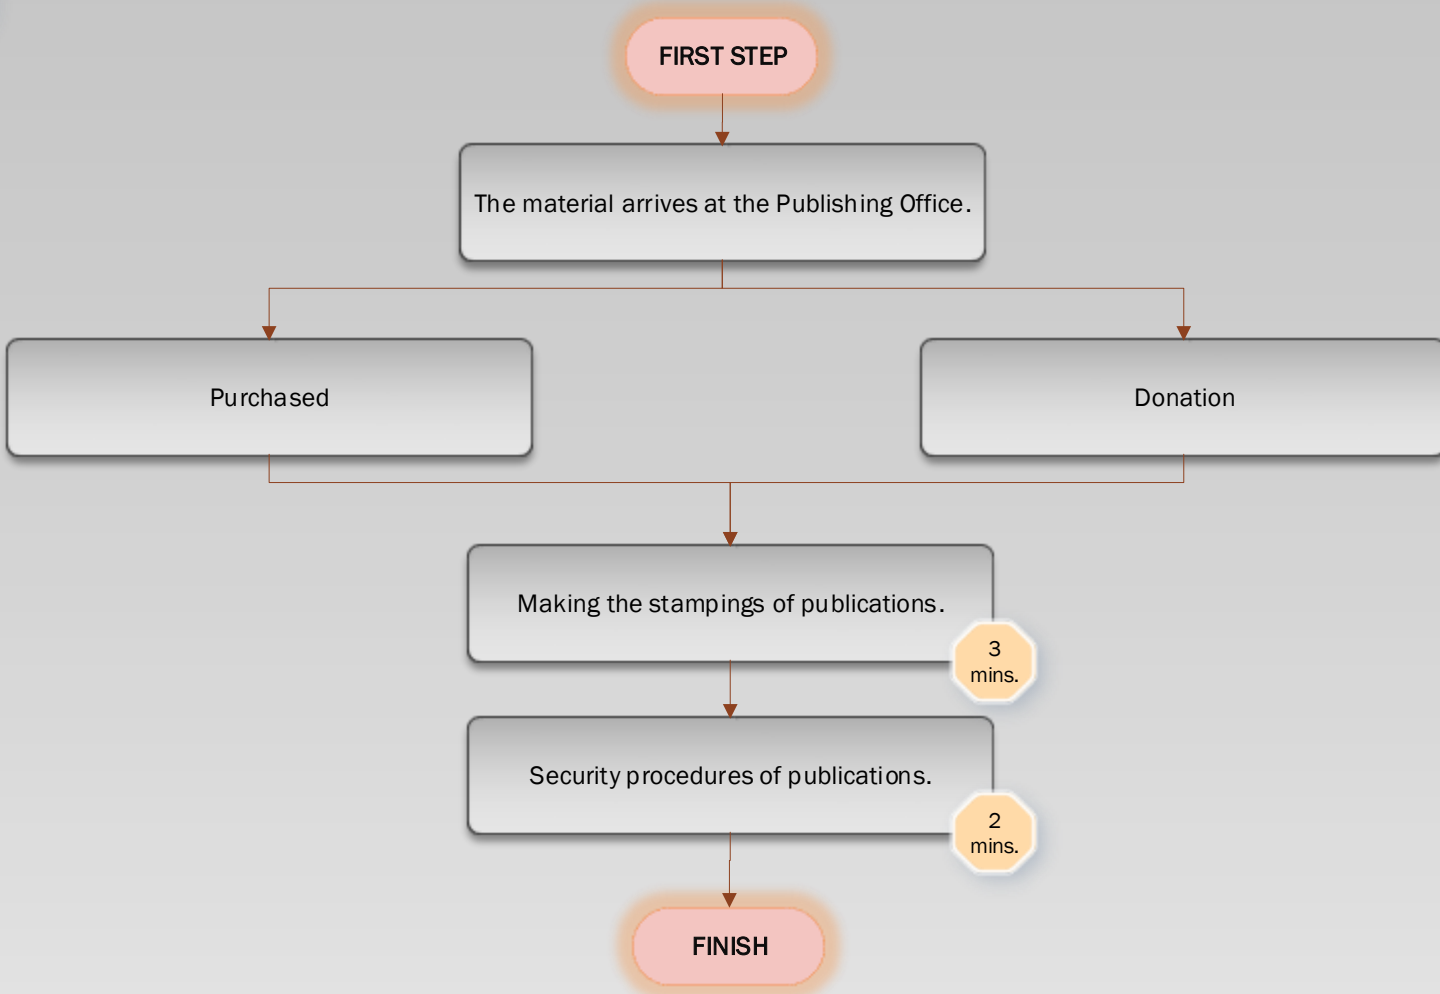 FIRST STEP
The material arrives at the Publishing Office.
Purchased
Donation
Making the stampings of publications.
3
mins.
Security procedures of publications.
2
mins.
FINISH